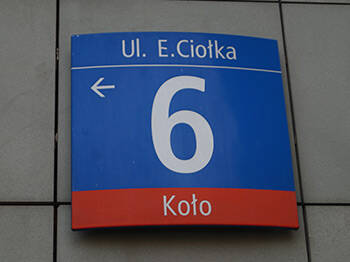 Ul. E.Ciołka
←
6
Koło